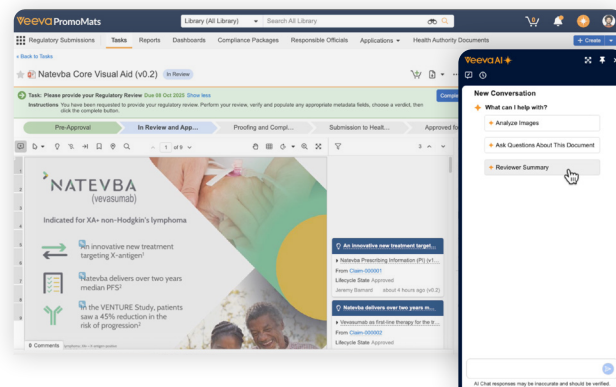 Veeva PromoMats
Library (All Library)
Search All Library
Regulatory Submissions
Tasks
Reports
Dashboards
Compliance Packages
Responsible Officials
Applications
Health Authority Documents
+ Create
< Back to Tasks
Natevba Core Visual Aid (v0.2)
In Review
Task: Please provide your Regulatory Review Due 08 Oct 2025 Show less
Instructions You have been requested to provide your regulatory review. Perform your review, verify and populate any appropriate metadata fields, choose a verdict, then
click the complete button.
Comple
Pre-Approval
In Review and App...
Proofing and Compl...
Submission to Healt...
Approved fo
1 of 9
3
NATEVBA
(vevasumab)
Indicated for XA+ non-Hodgkin's lymphoma
An innovative new treatment
targeting X-antigen²
Natevba delivers over two years
median PFS²
In the VENTURE Study, patients
saw a 45% reduction in the
risk of progression²
8 Comments
An innovative new treatment target...
Natevba Prescribing Information (PI) (v1...
From Claim-000001
Lifecycle State Approved
Jeremy Bement about 4 hours ago (v0.2)
Natevba delivers over two years m...
Vevasumab as first-line therapy for the tr...
From Claim-000002
Lifecycle State Approved
Veeva AI
New Conversation
What can I help with?
Analyze Images
Ask Questions About This Document
Reviewer Summary
AI Chat responses may be inaccurate and should be verified.